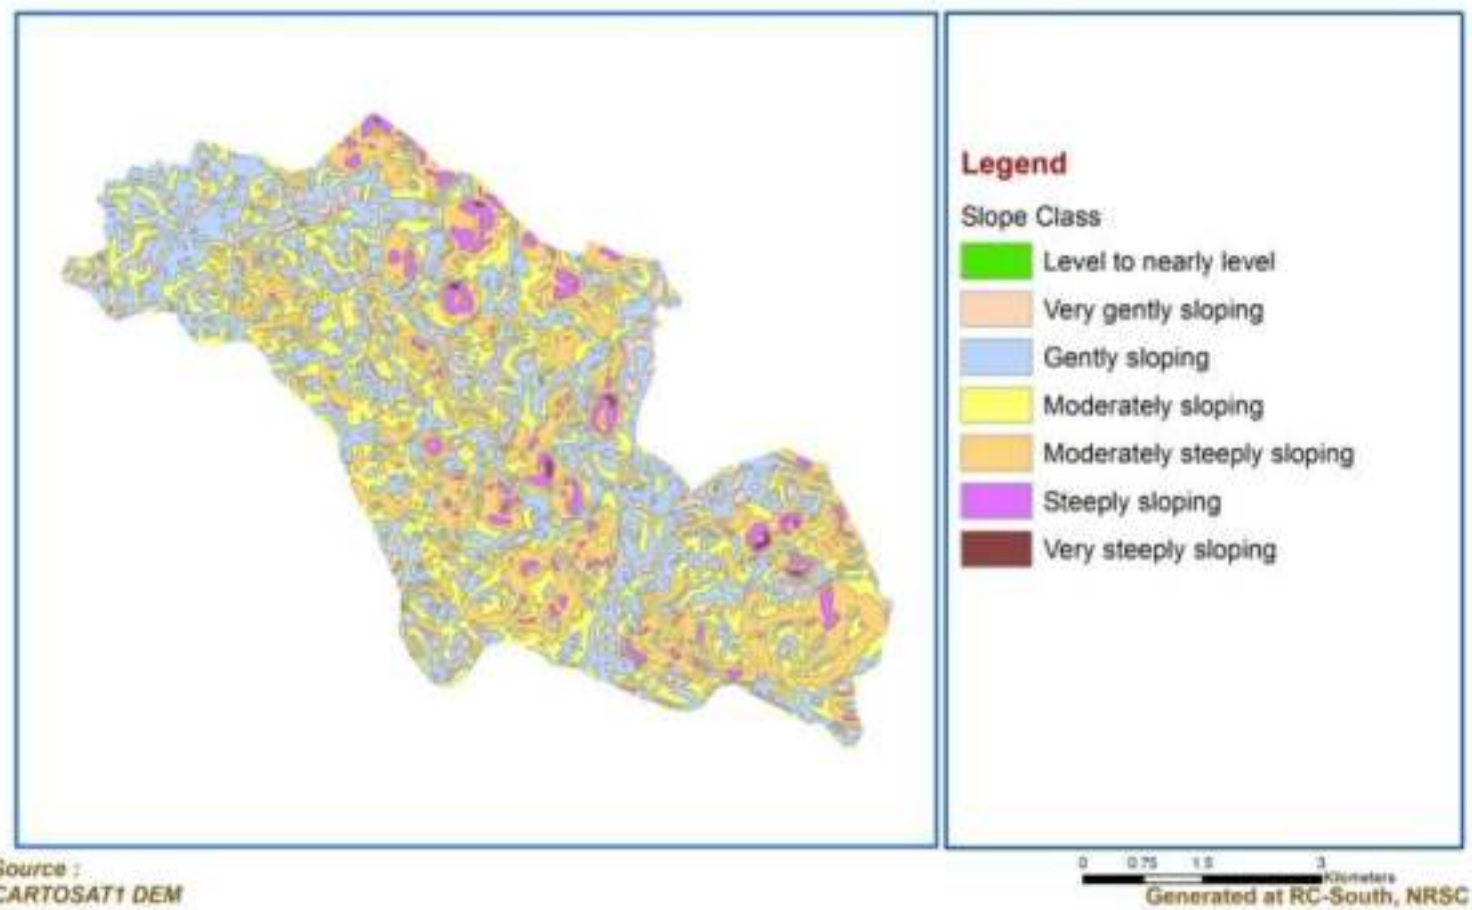 Legend
Slope Class
Level to nearly level
Very gently sloping
Gently sloping
Moderately sloping
Moderately steeply sloping
Steeply sloping
Very steeply sloping
Source :
CARTOSAT1 DEM
0 0.75 1.5 3
Kilometers
Generated at RC-South, NRSC